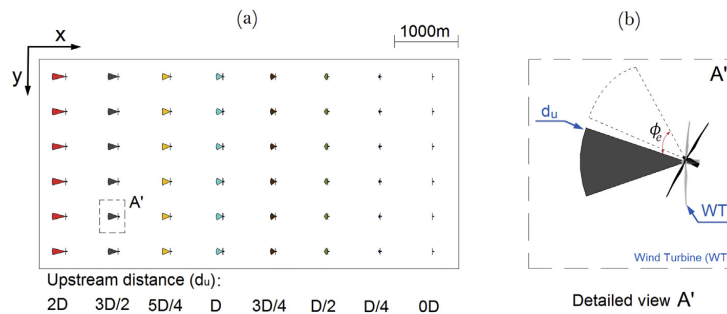 (a)
x
1000m
y
A'
Upstream distance (dᵤ):
2D 3D/2 5D/4 D 3D/4 D/2 D/4 0D
(b)
A'
dᵤ
ϕₑ
WT
Wind Turbine (WT
Detailed view A'